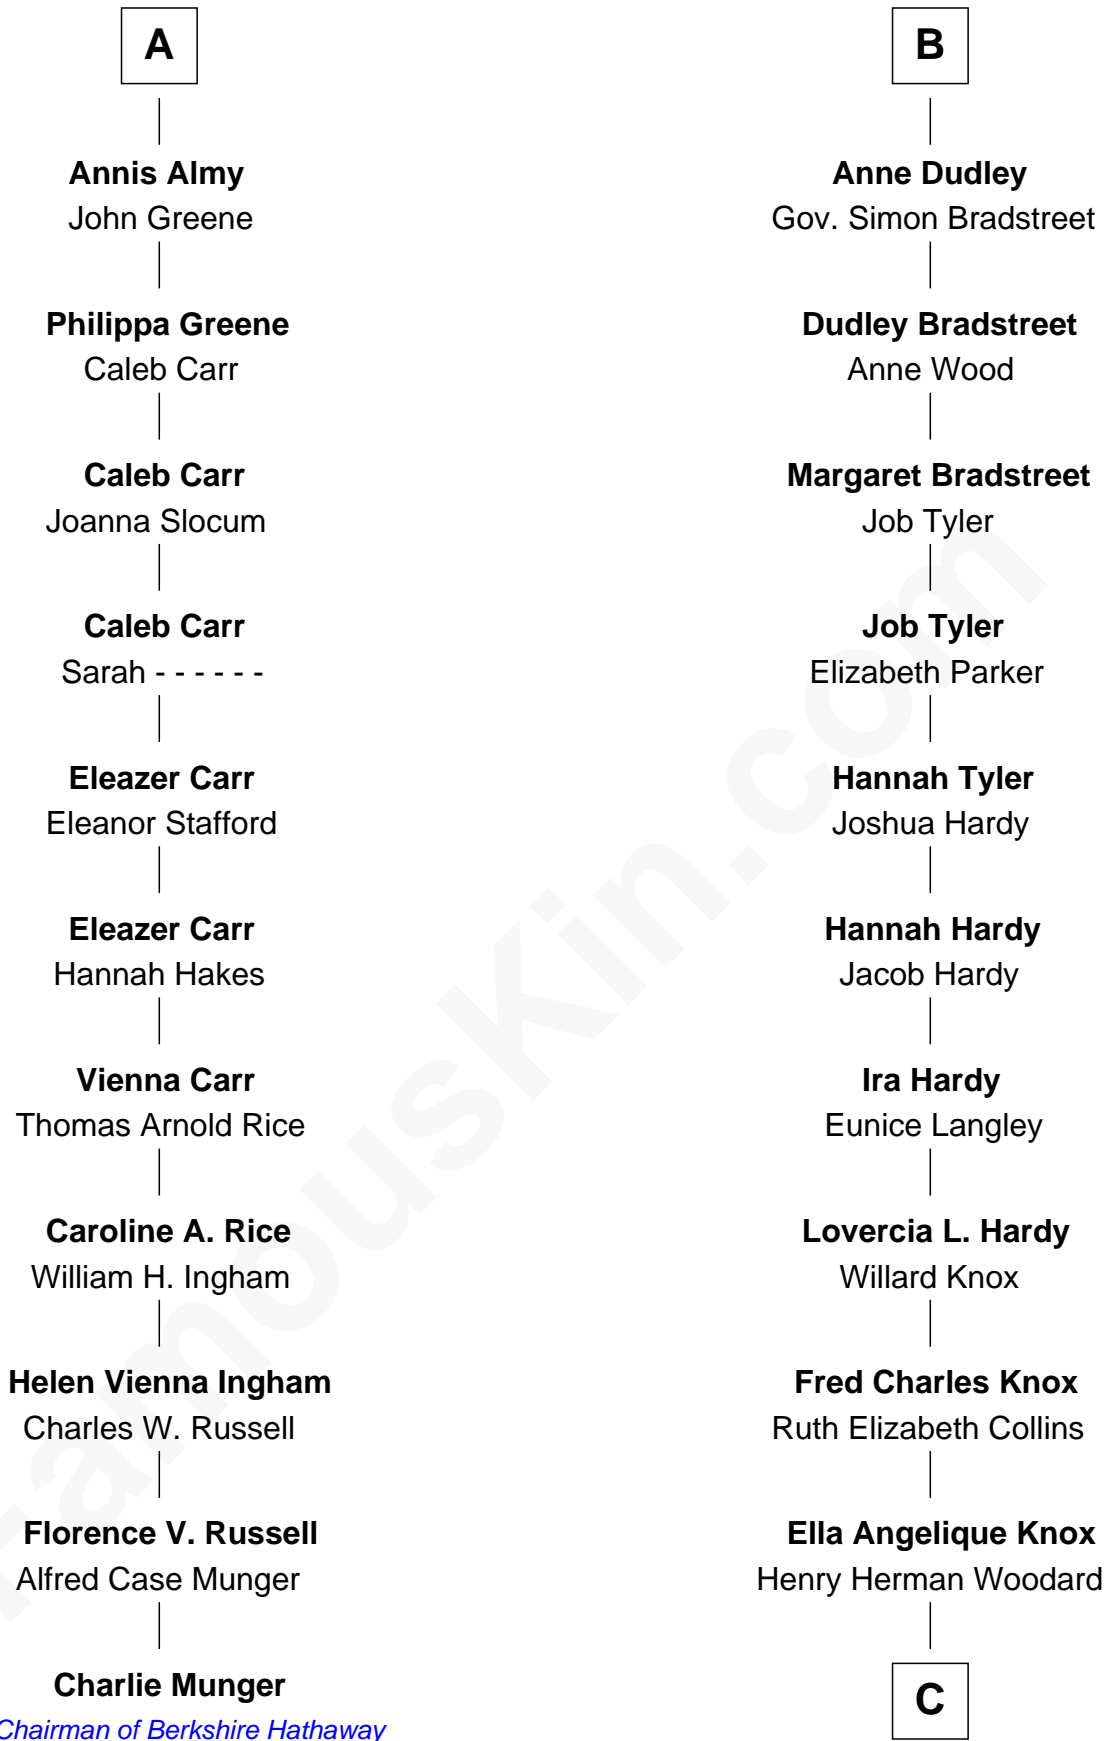 A
Annis Almy
John Greene
Philippa Greene
Caleb Carr
Caleb Carr
Joanna Slocum
Caleb Carr
Sarah - - - - - -
Eleazer Carr
Eleanor Stafford
Eleazer Carr
Hannah Hakes
Vienna Carr
Thomas Arnold Rice
Caroline A. Rice
William H. Ingham
Helen Vienna Ingham
Charles W. Russell
Florence V. Russell
Alfred Case Munger
Charlie Munger
Chairman of Berkshire Hathaway
B
Anne Dudley
Gov. Simon Bradstreet
Dudley Bradstreet
Anne Wood
Margaret Bradstreet
Job Tyler
Job Tyler
Elizabeth Parker
Hannah Tyler
Joshua Hardy
Hannah Hardy
Jacob Hardy
Ira Hardy
Eunice Langley
Lovercia L. Hardy
Willard Knox
Fred Charles Knox
Ruth Elizabeth Collins
Ella Angelique Knox
Henry Herman Woodard
C
FamousKin.com